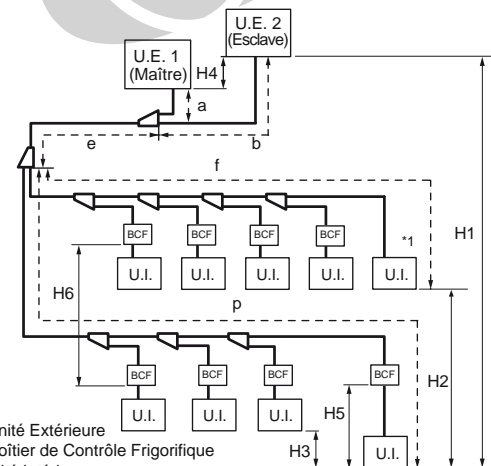 U.E. 2
(Esclave)
U.E. 1
(Maître)
H4
a
e
b
f
H1
BCF
BCF
BCF
BCF
*1
U.I.
U.I.
U.I.
U.I.
U.I.
H6
p
H2
BCF
BCF
BCF
BCF
H5
U.I.
U.I.
U.I.
H3
U.I.
nité Extérieure
oîtier de Contrôle Frigorifique